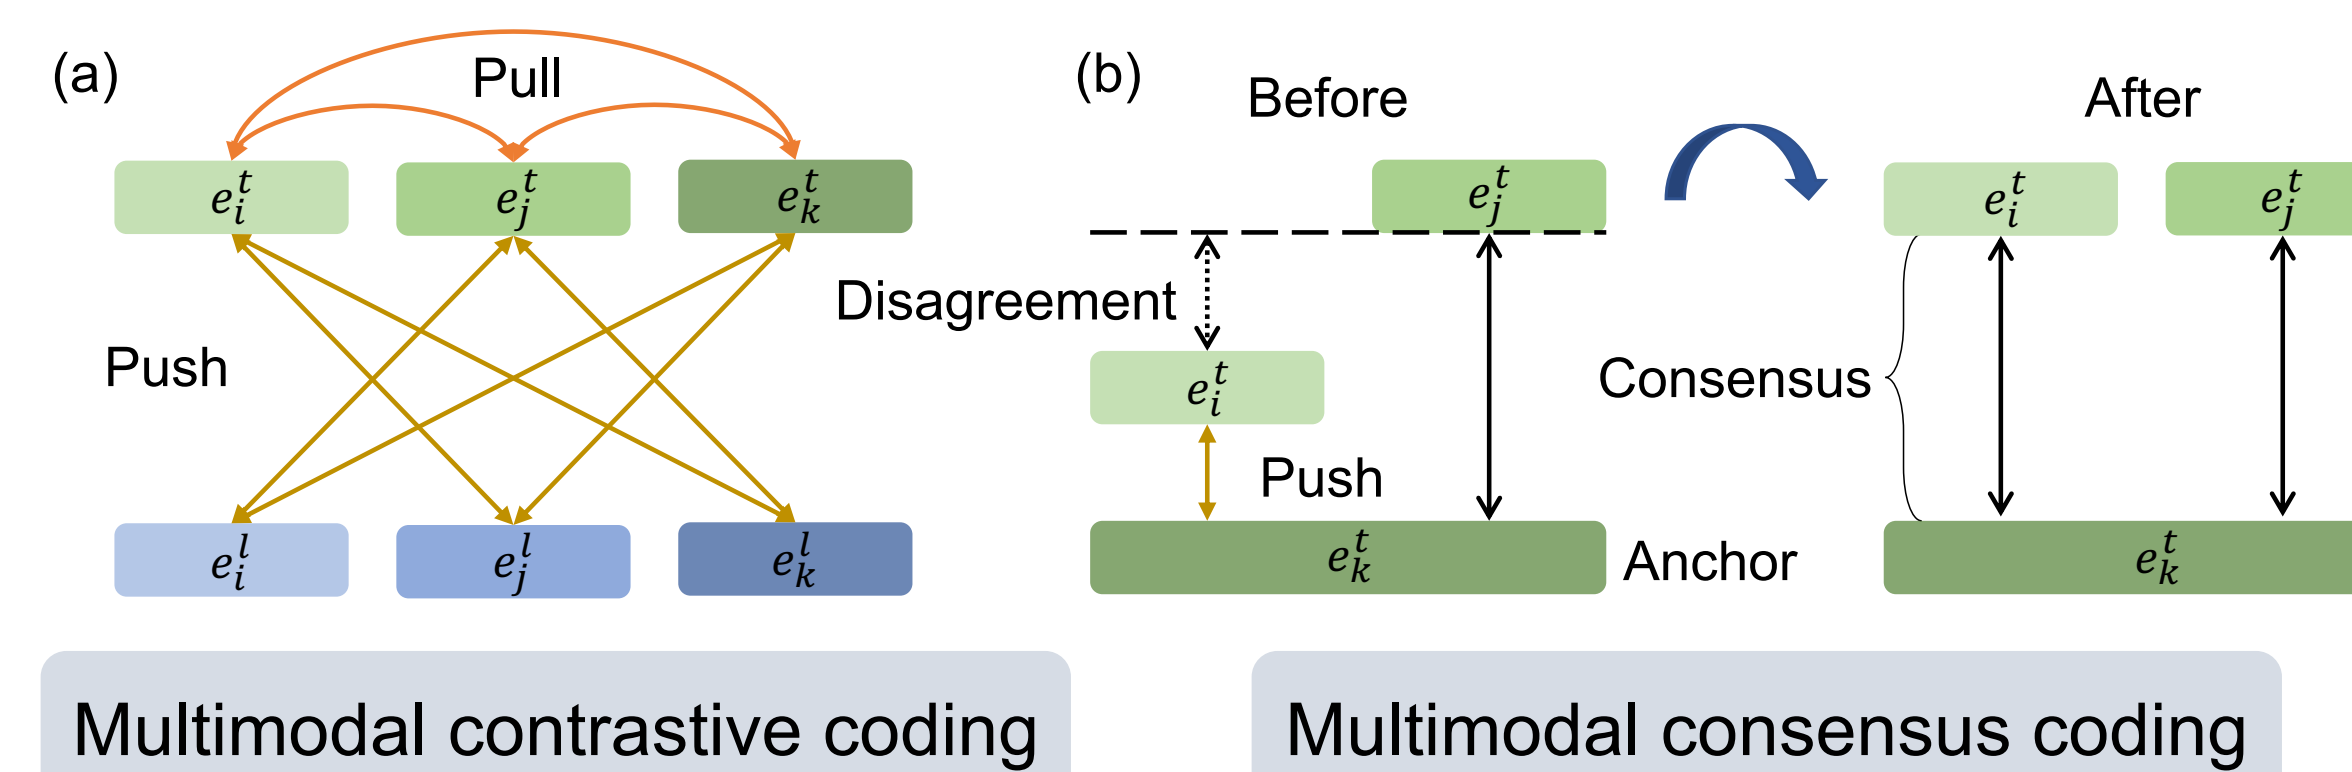 (a)
Pull
e_i^t
e_j^t
e_k^t
Push
e_i^l
e_j^l
e_k^l
Multimodal contrastive coding
(b)
Before
After
e_j^t
e_i^t
e_j^t
Disagreement
e_i^t
Consensus
Push
e_k^t
Anchor
e_k^t
Multimodal consensus coding